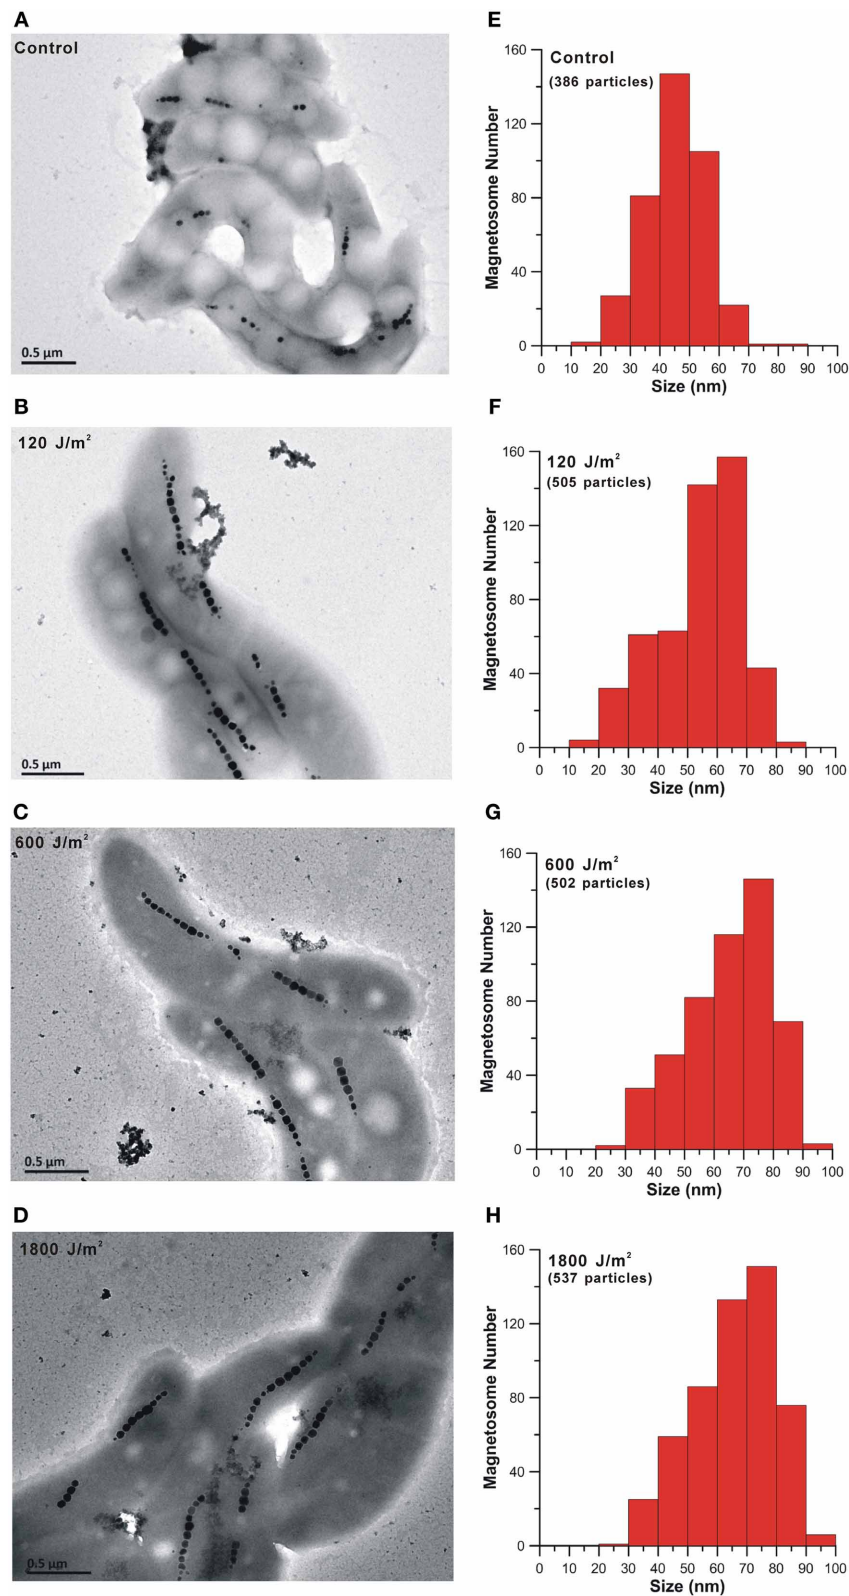 A
Control
0.5 µm
E
Control
(386 particles)
Magnetosome Number
160
120
80
40
0
0 10 20 30 40 50 60 70 80 90 100
Size (nm)
B
120 J/m²
0.5 µm
F
120 J/m²
(505 particles)
Magnetosome Number
160
120
80
40
0
0 10 20 30 40 50 60 70 80 90 100
Size (nm)
C
600 J/m²
0.5 µm
G
600 J/m²
(502 particles)
Magnetosome Number
160
120
80
40
0
0 10 20 30 40 50 60 70 80 90 100
Size (nm)
D
1800 J/m²
0.5 µm
H
1800 J/m²
(537 particles)
Magnetosome Number
160
120
80
40
0
0 10 20 30 40 50 60 70 80 90 100
Size (nm)